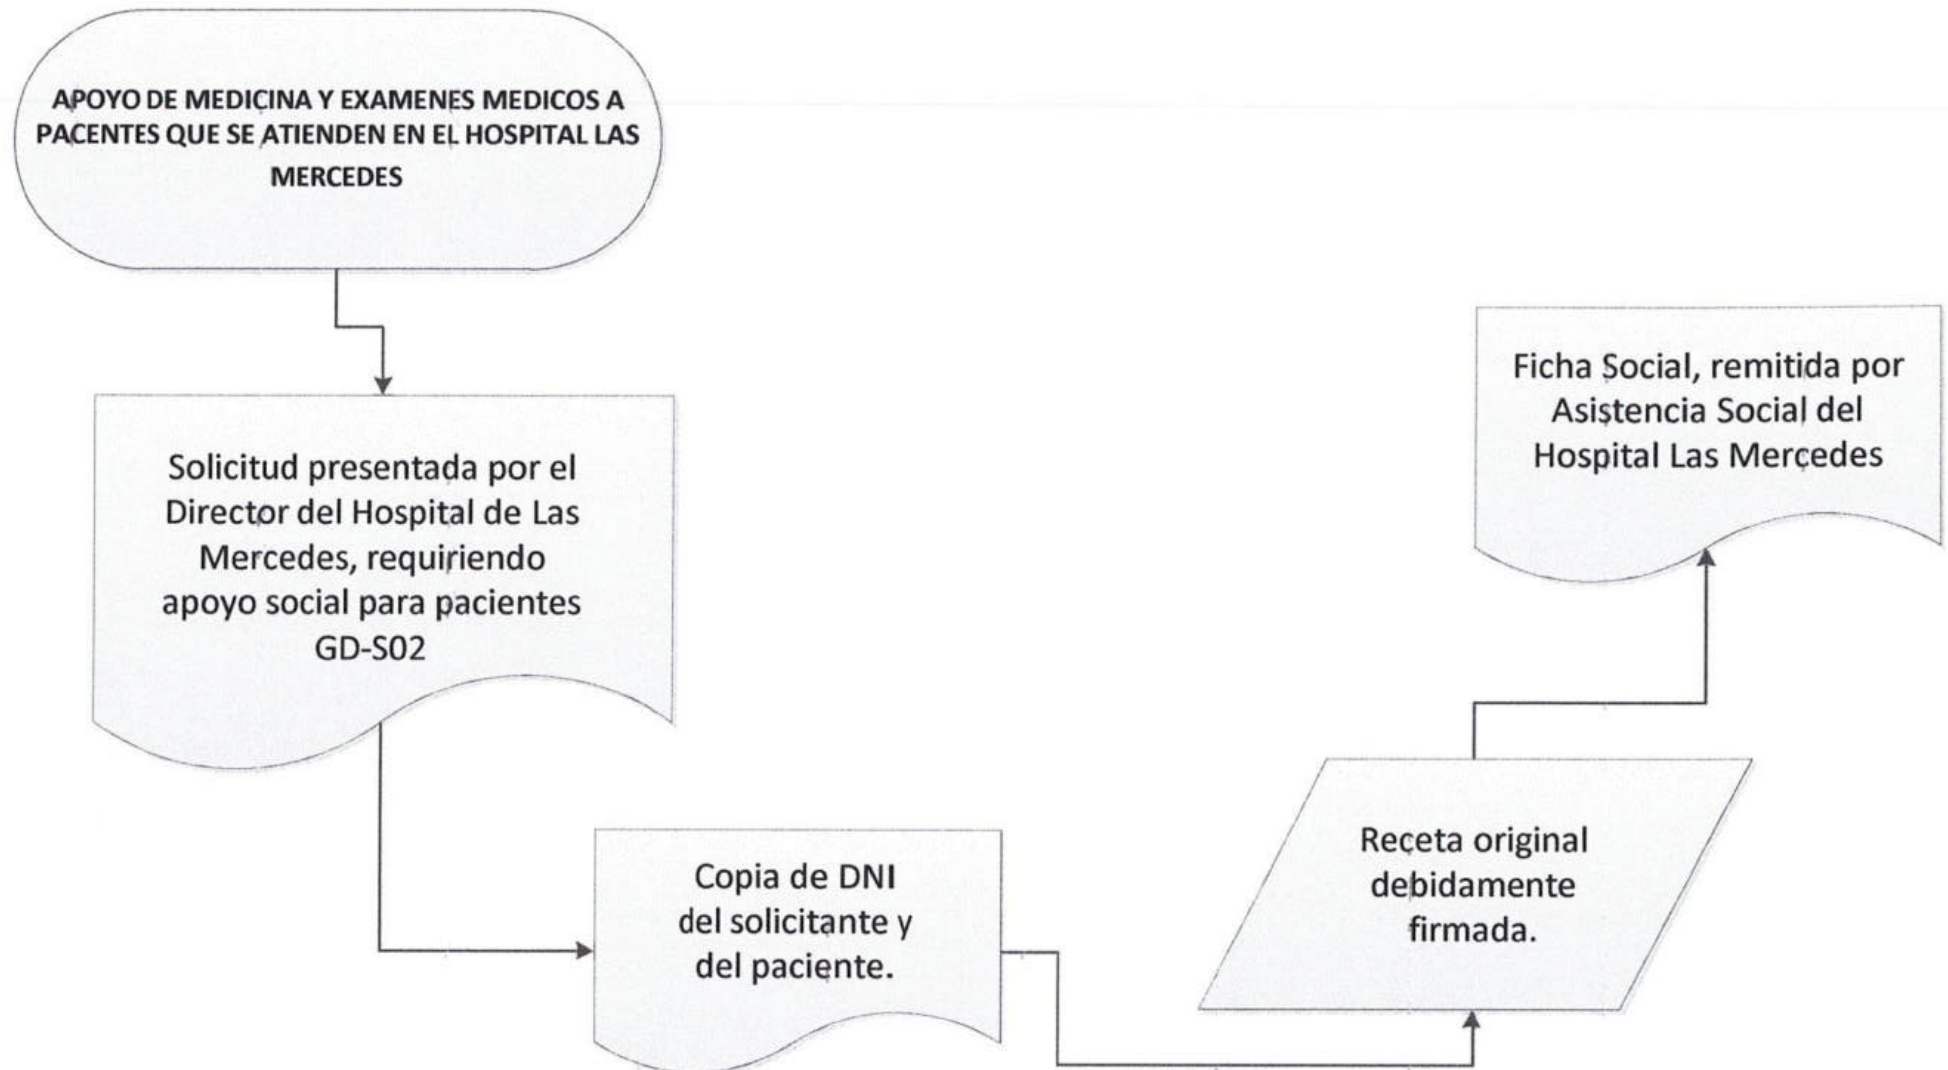 APOYO DE MEDICINA Y EXAMENES MEDICOS A
PACENTES QUE SE ATIENDEN EN EL HOSPITAL LAS
MERCEDES
Solicitud presentada por el
Director del Hospital de Las
Mercedes, requiriendo
apoyo social para pacientes
GD-S02
Copia de DNI
del solicitante y
del paciente.
Receta original
debidamente
firmada.
Ficha Social, remitida por
Asistencia Social del
Hospital Las Mercedes